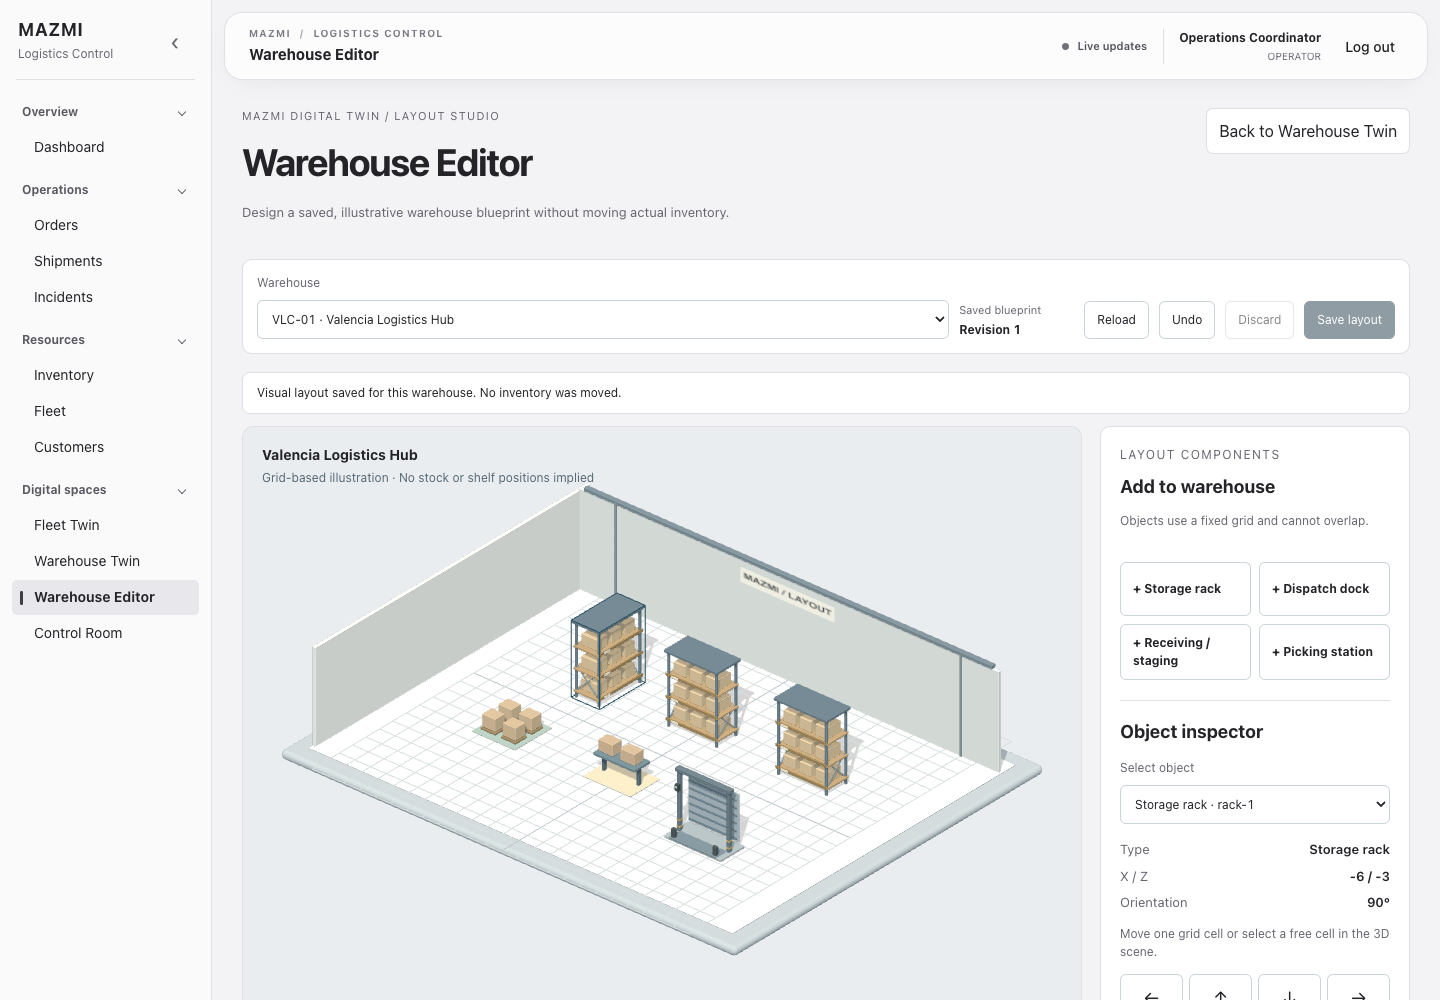 MAZMI
Logistics Control
Overview
Dashboard
Operations
Orders
Shipments
Incidents
Resources
Inventory
Fleet
Customers
Digital spaces
Fleet Twin
Warehouse Twin
Warehouse Editor
Control Room
MAZMI / LOGISTICS CONTROL
Warehouse Editor
Live updates
Operations Coordinator
OPERATOR
Log out
MAZMI DIGITAL TWIN / LAYOUT STUDIO
Warehouse Editor
Design a saved, illustrative warehouse blueprint without moving actual inventory.
Back to Warehouse Twin
Warehouse
VLC-01 · Valencia Logistics Hub
Saved blueprint
Revision 1
Reload
Undo
Discard
Save layout
Visual layout saved for this warehouse. No inventory was moved.
Valencia Logistics Hub
Grid-based illustration · No stock or shelf positions implied
MAZMI / LAYOUT
LAYOUT COMPONENTS
Add to warehouse
Objects use a fixed grid and cannot overlap.
+ Storage rack
+ Dispatch dock
+ Receiving /
staging
+ Picking station
Object inspector
Select object
Storage rack · rack-1
Type Storage rack
X / Z -6 / -3
Orientation 90°
Move one grid cell or select a free cell in the 3D
scene.